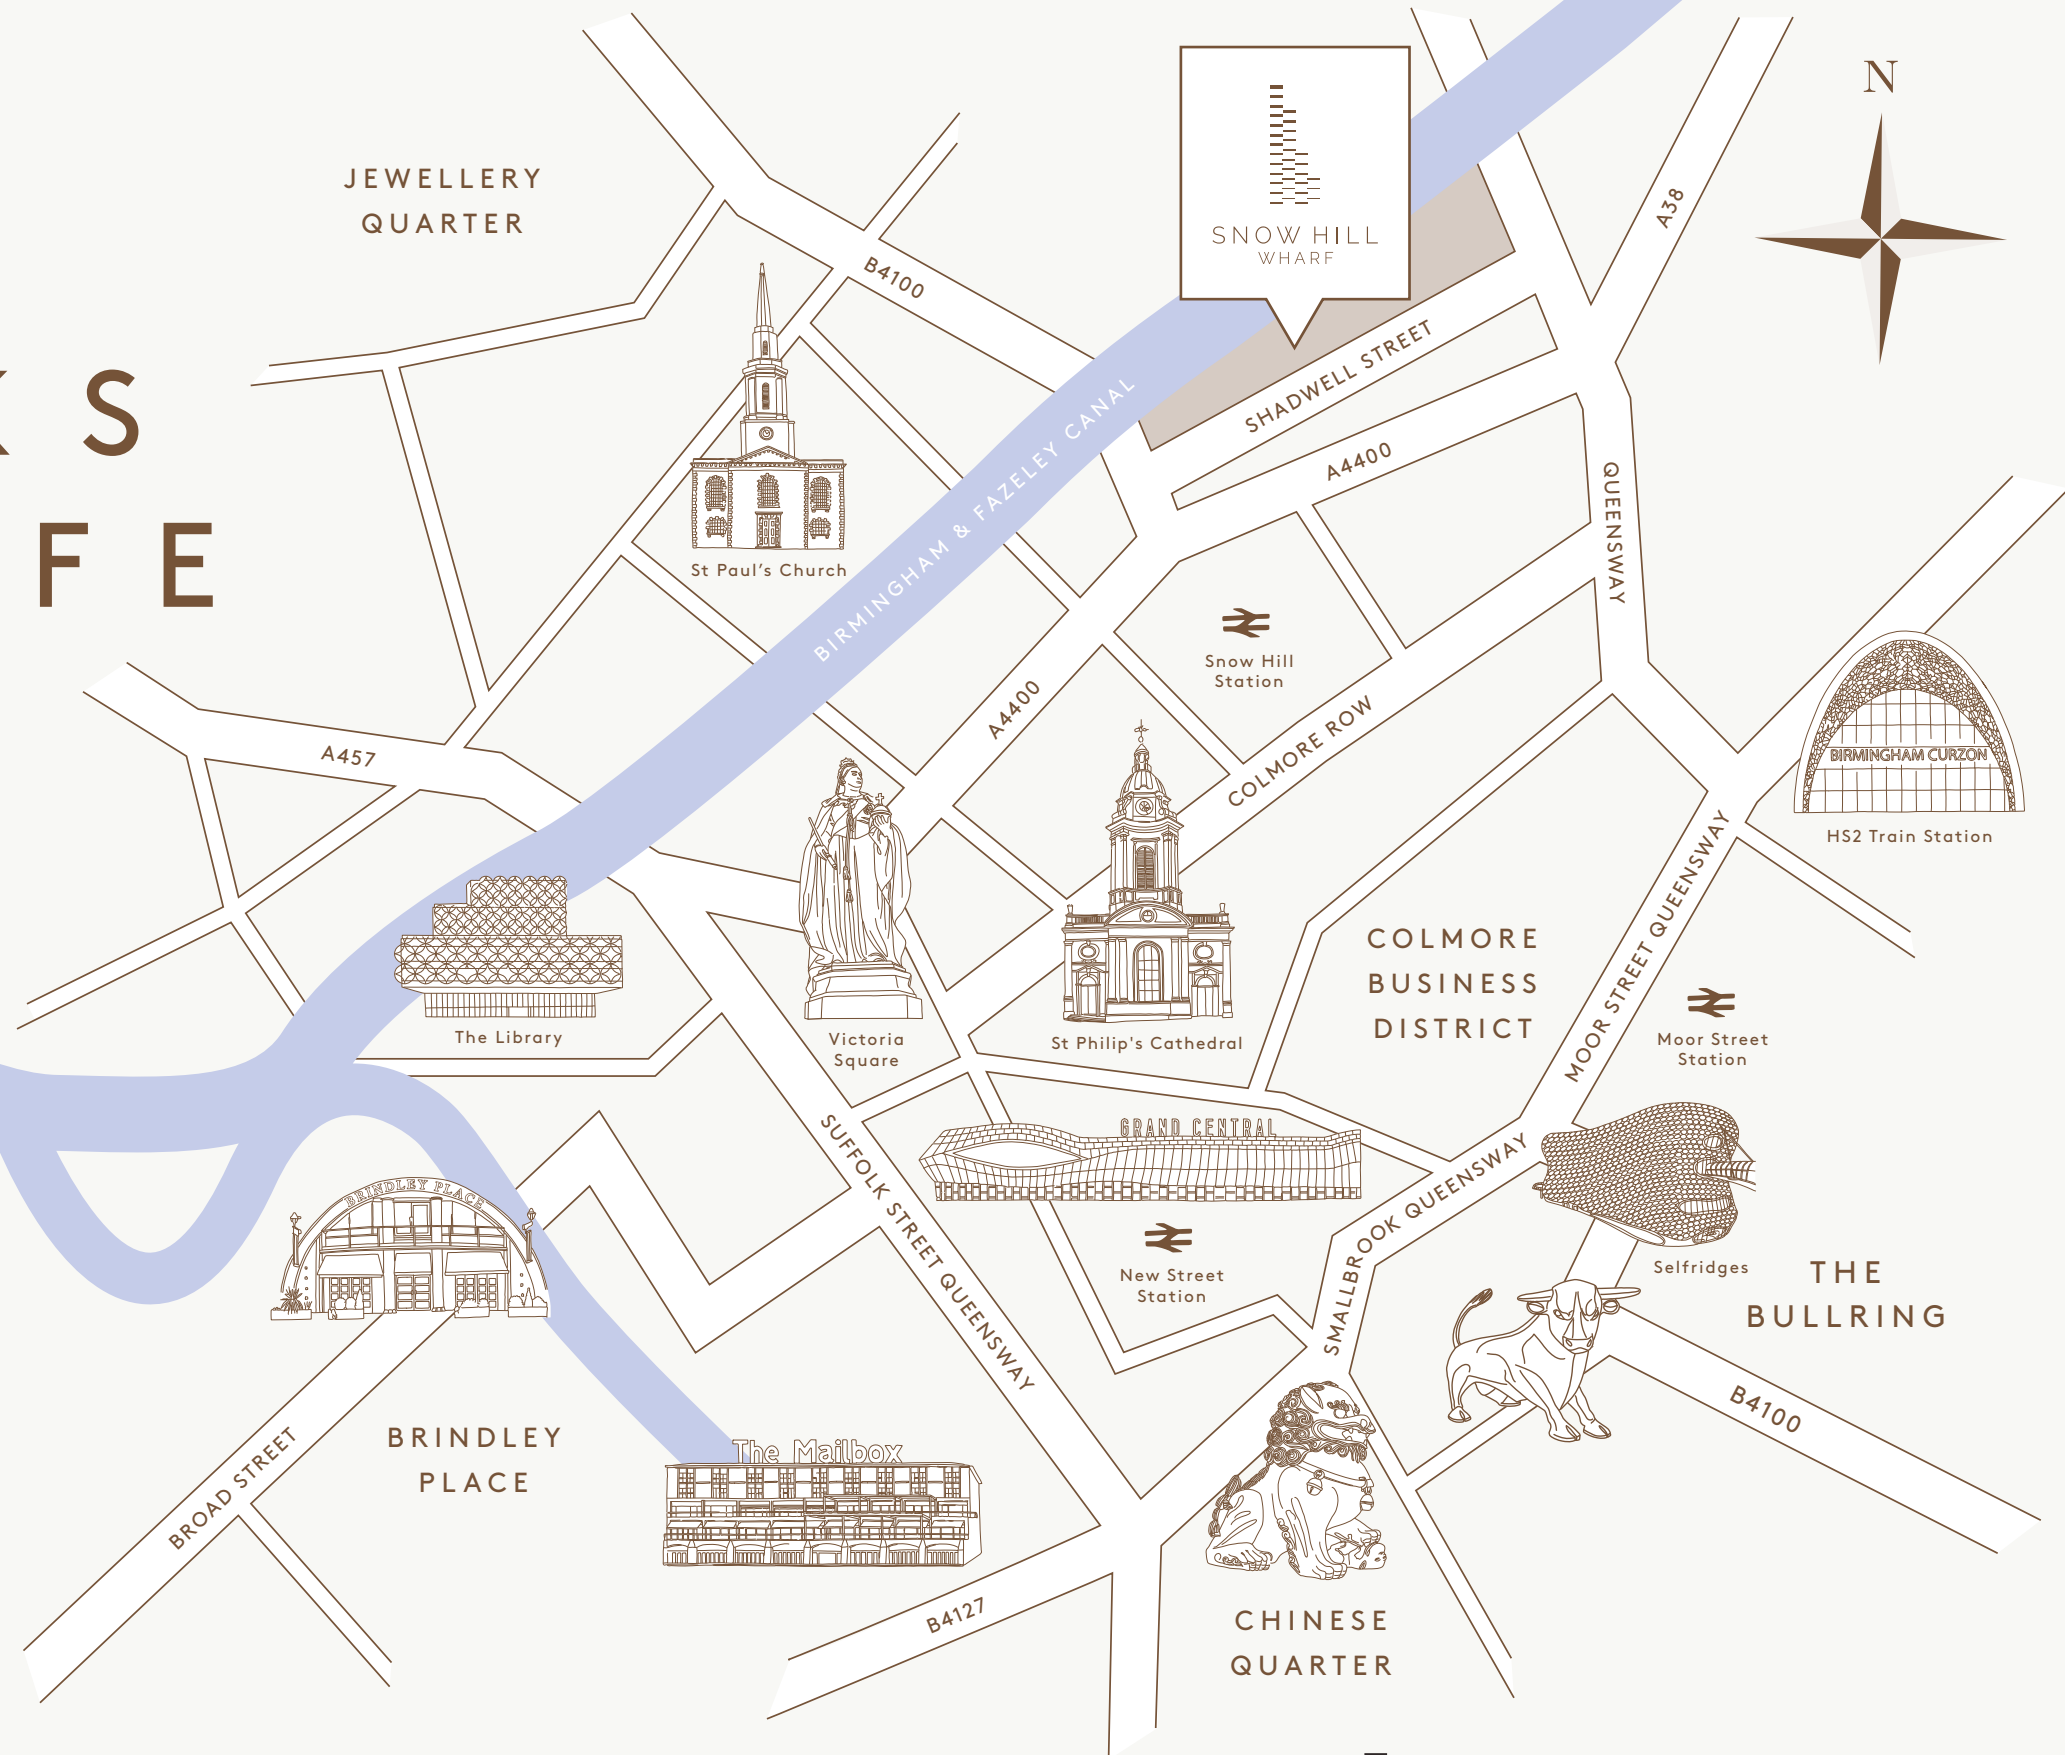 N
JEWELLERY
QUARTER
SNOW HILL
WHARF
A38
B4100
SHADWELL STREET
K S
F E
BIRMINGHAM & FAZELEY CANAL
A4400
QUEENSWAY
St Paul's Church
Snow Hill
Station
A4400
COLMORE ROW
A457
BIRMINGHAM CURZON
HS2 Train Station
MOOR STREET QUEENSWAY
COLMORE
BUSINESS
DISTRICT
The Library
Victoria
Square
St Philip's Cathedral
Moor Street
Station
GRAND CENTRAL
SUFFOLK STREET QUEENSWAY
SMALLBROOK QUEENSWAY
BRINDLEY PLACE
New Street
Station
Selfridges
THE
BULLRING
B4100
BRINDLEY
PLACE
BROAD STREET
The Mailbox
B4127
CHINESE
QUARTER